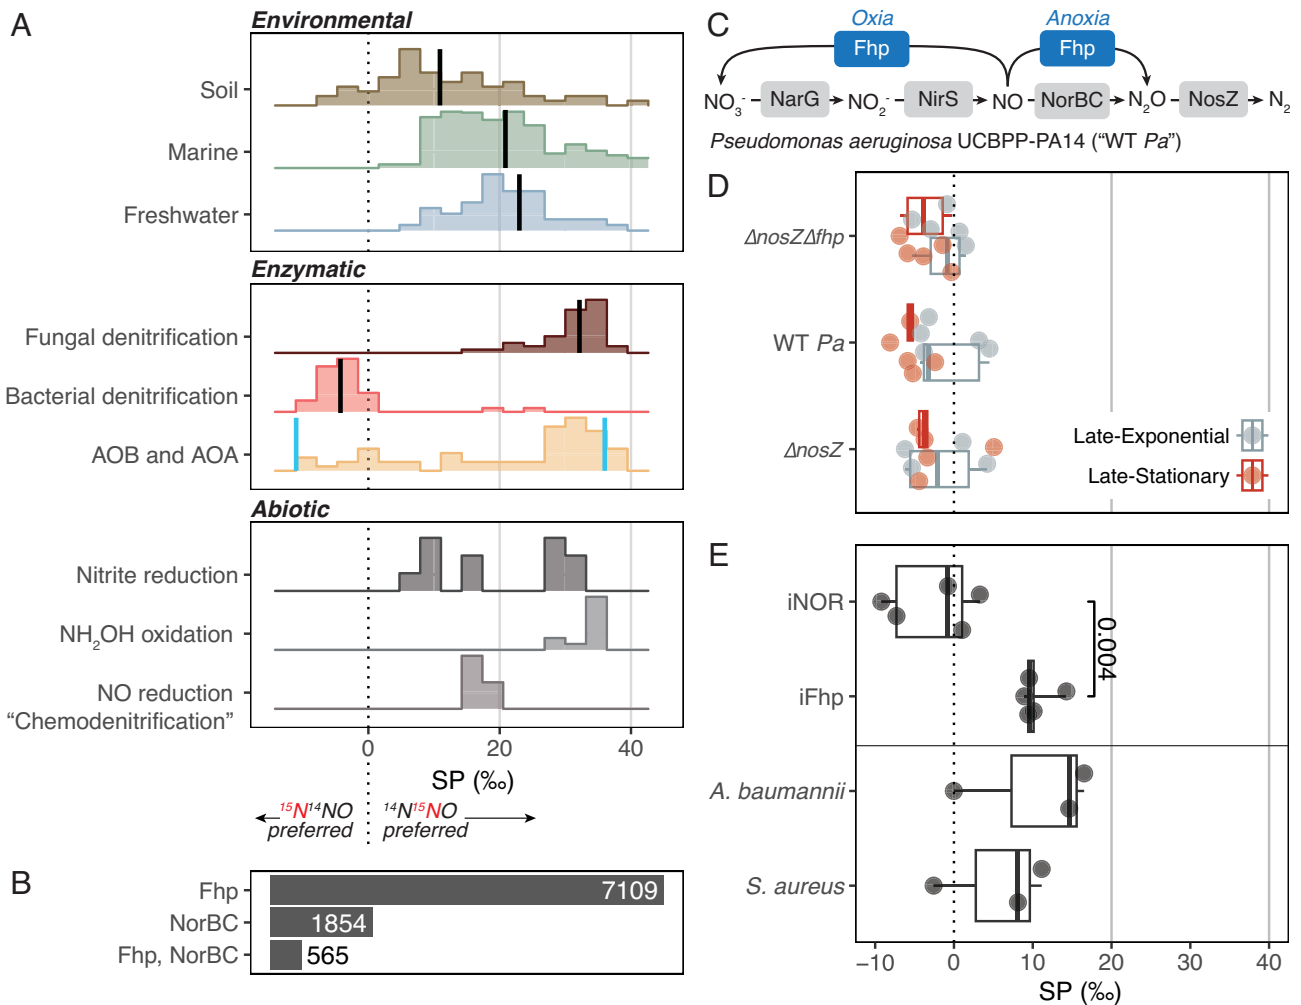 A
Environmental
Soil
Marine
Freshwater
Enzymatic
Fungal denitrification
Bacterial denitrification
AOB and AOA
Abiotic
Nitrite reduction
NH₂OH oxidation
NO reduction
“Chemodenitrification”
0 20 40
SP (‰)
¹⁵N¹⁴NO
preferred
¹⁴N¹⁵NO
preferred
B
Fhp 7109
NorBC 1854
Fhp, NorBC 565
C
Oxia Anoxia
Fhp Fhp
NO₃⁻ NarG NO₂⁻ NirS NO NorBC N₂O NosZ N₂
Pseudomonas aeruginosa UCBPP-PA14 (“WT Pa”)
D
ΔnosZΔfhp
WT Pa
ΔnosZ
Late-Exponential
Late-Stationary
E
iNOR
iFhp
0.004
A. baumannii
S. aureus
−10 0 10 20 30 40
SP (‰)